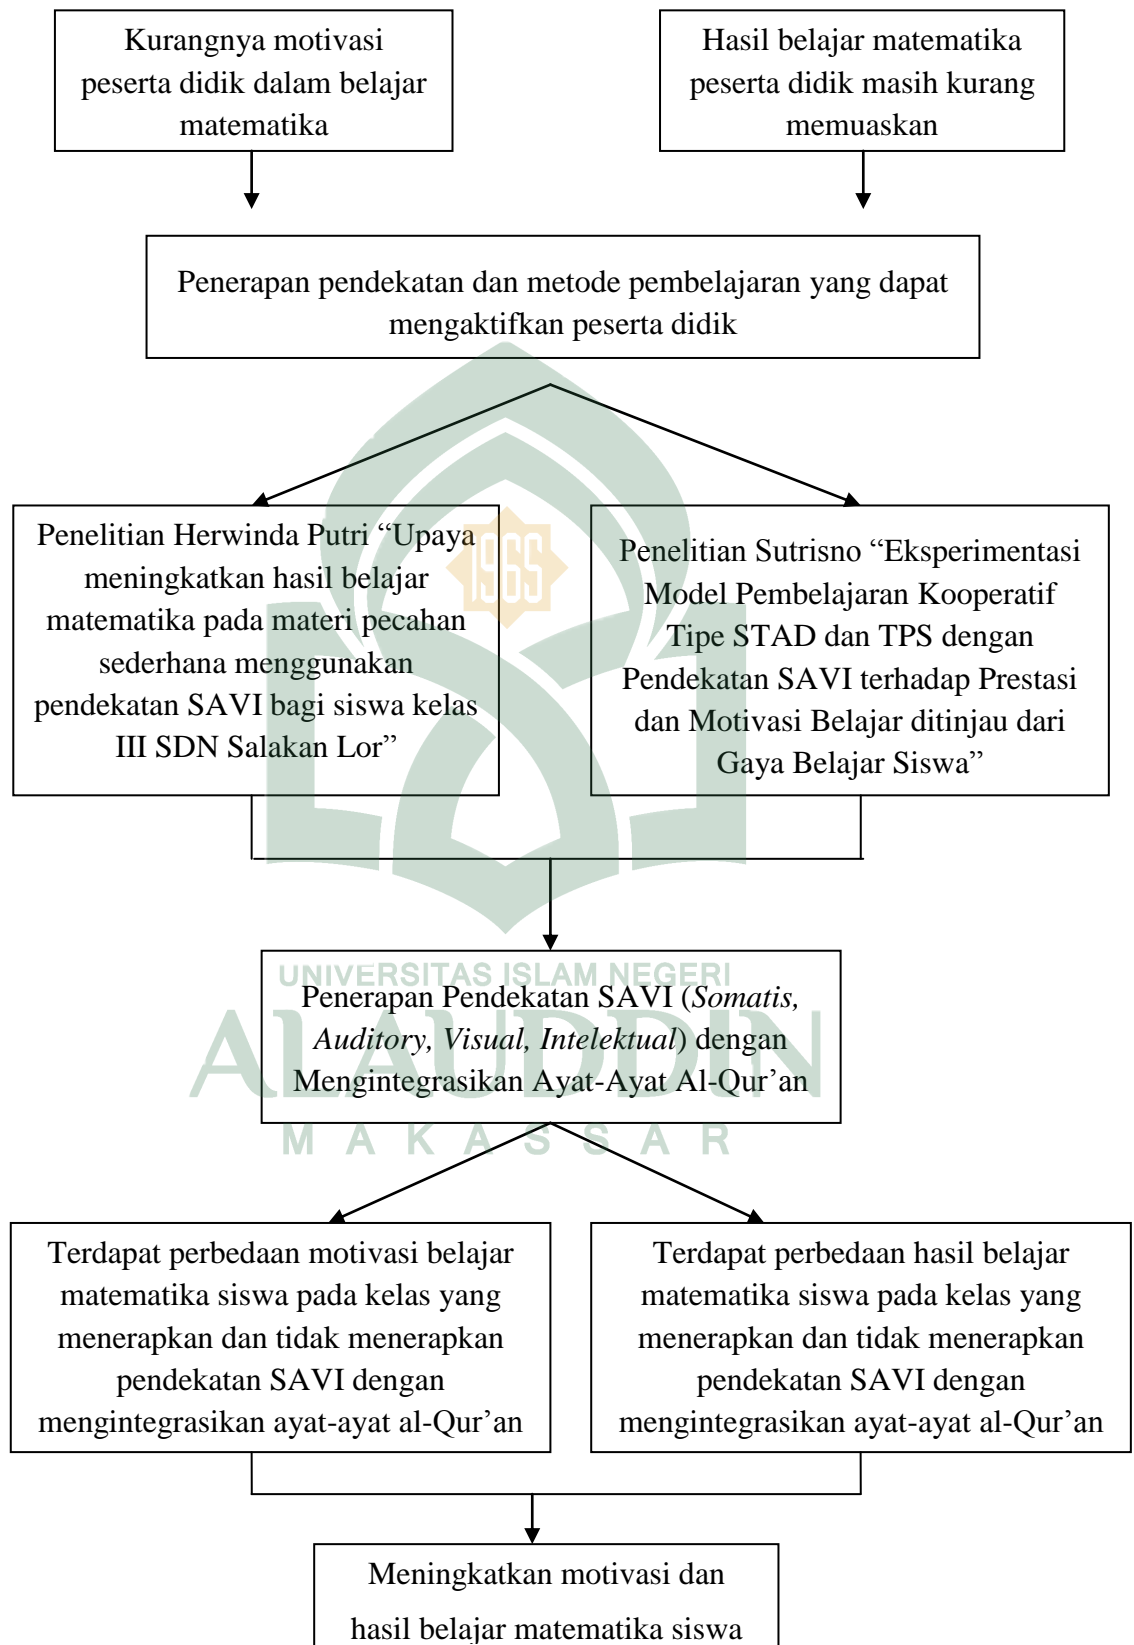 Kurangnya motivasi
peserta didik dalam belajar
matematika
Hasil belajar matematika
peserta didik masih kurang
memuaskan
Penerapan pendekatan dan metode pembelajaran yang dapat
mengaktifkan peserta didik
1965
Penelitian Herwinda Putri “Upaya
meningkatkan hasil belajar
matematika pada materi pecahan
sederhana menggunakan
pendekatan SAVI bagi siswa kelas
III SDN Salakan Lor”
Penelitian Sutrisno “Eksperimentasi
Model Pembelajaran Kooperatif
Tipe STAD dan TPS dengan
Pendekatan SAVI terhadap Prestasi
dan Motivasi Belajar ditinjau dari
Gaya Belajar Siswa”
UNIVERSITAS ISLAM NEGERI
ALAUDDIN
MAKASSAR
Penerapan Pendekatan SAVI (Somatis,
Auditory, Visual, Intelektual) dengan
Mengintegrasikan Ayat-Ayat Al-Qur’an
Terdapat perbedaan motivasi belajar
matematika siswa pada kelas yang
menerapkan dan tidak menerapkan
pendekatan SAVI dengan
mengintegrasikan ayat-ayat al-Qur’an
Terdapat perbedaan hasil belajar
matematika siswa pada kelas yang
menerapkan dan tidak menerapkan
pendekatan SAVI dengan
mengintegrasikan ayat-ayat al-Qur’an
Meningkatkan motivasi dan
hasil belajar matematika siswa